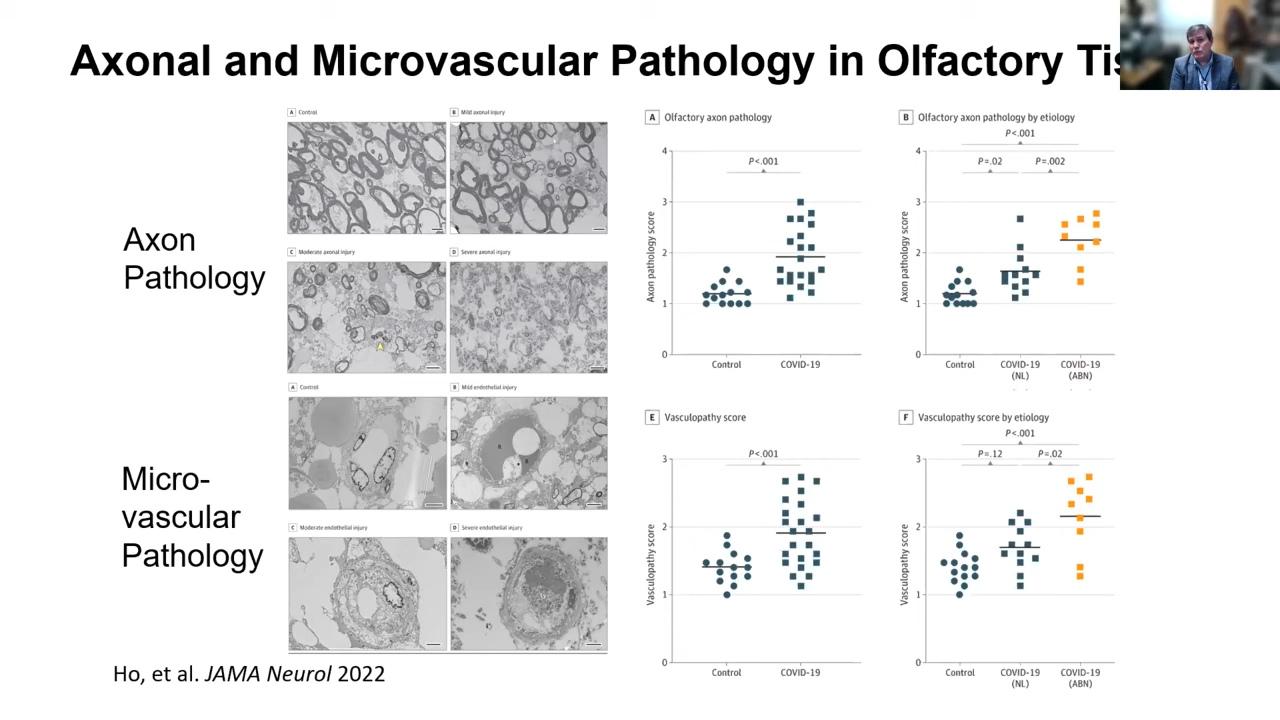 Axonal and Microvascular Pathology in Olfactory Tis
Axon
Pathology
A Control
B Mild axonal injury
C Moderate axonal injury
D Severe axonal injury
Micro-
vascular
Pathology
A Control
B Mild endothelial injury
R
R
R
C Moderate endothelial injury
D Severe endothelial injury
A Olfactory axon pathology
P<.001
4
3
2
1
0
Axon pathology score
Control
COVID-19
B Olfactory axon pathology by etiology
P<.001
P=.02
P=.002
4
3
2
1
0
Axon pathology score
Control
COVID-19
(NL)
COVID-19
(ABN)
E Vasculopathy score
P<.001
3
2
1
0
Vasculopathy score
Control
COVID-19
F Vasculopathy score by etiology
P<.001
P=.12
P=.02
3
2
1
0
Vasculopathy score
Control
COVID-19
(NL)
COVID-19
(ABN)
Ho, et al. JAMA Neurol 2022